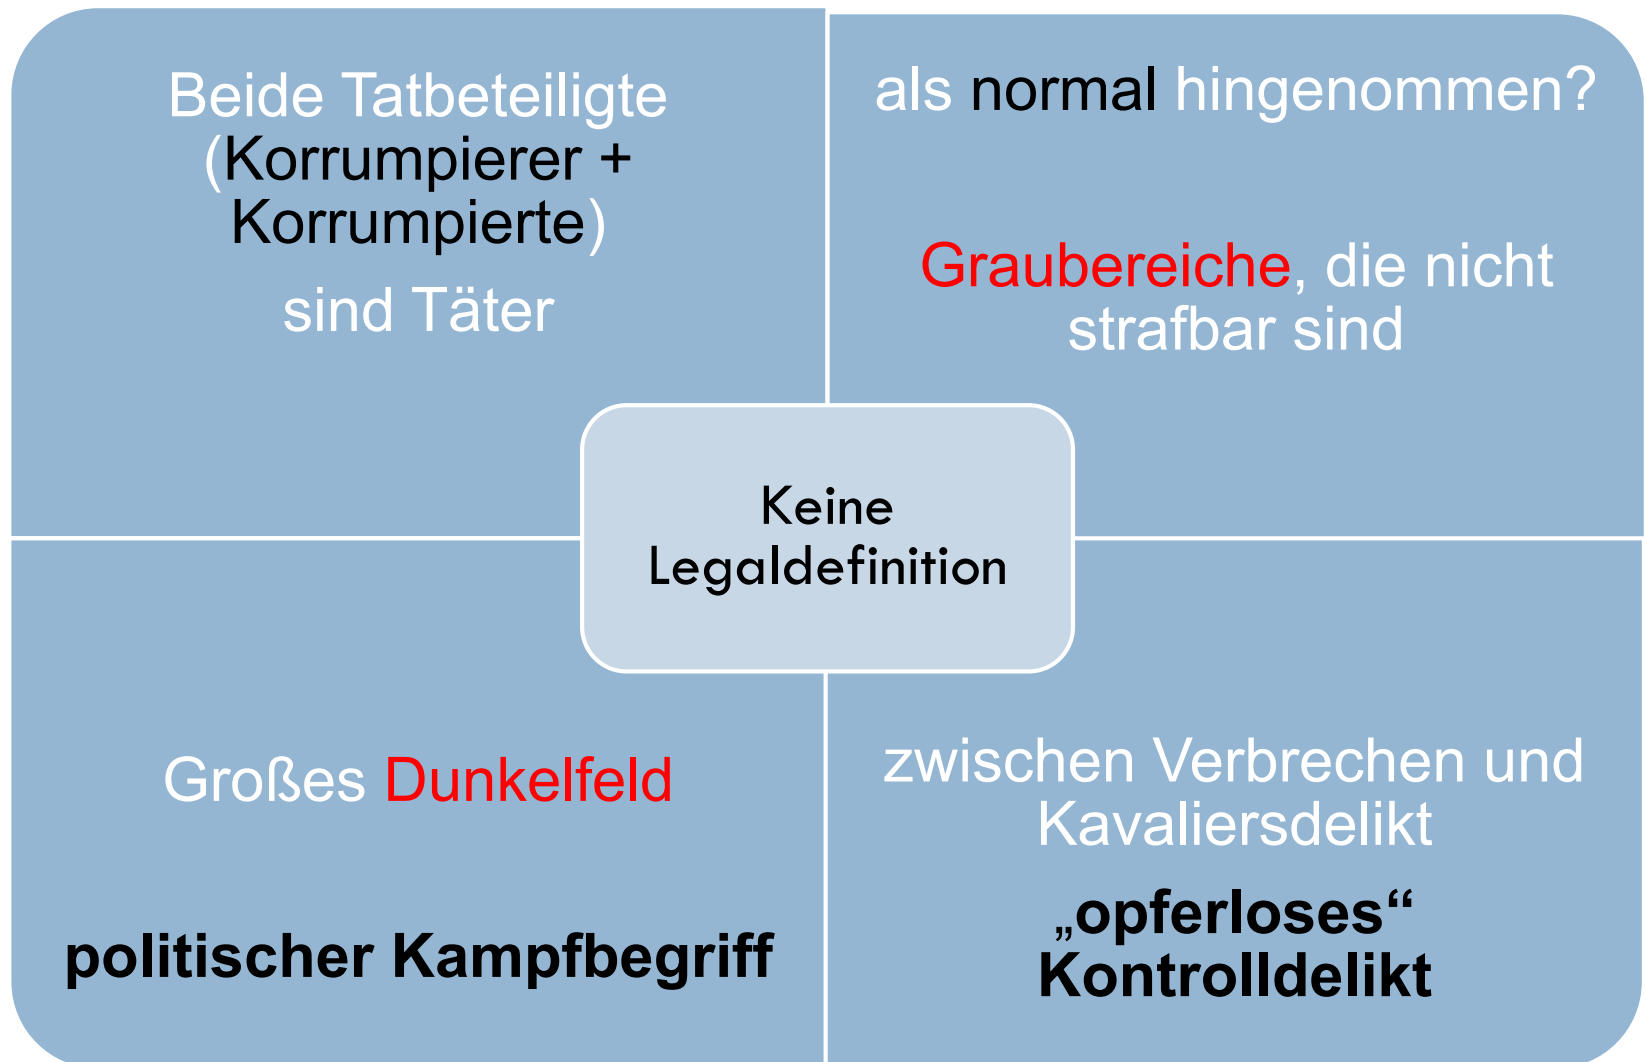 Beide Tatbeteiligte
(Korrumpierer +
Korrumpierte)
sind Täter
als normal hingenommen?
Graubereiche, die nicht
strafbar sind
Keine
Legaldefinition
Großes Dunkelfeld
politischer Kampfbegriff
zwischen Verbrechen und
Kavaliersdelikt
„opferloses“
Kontrolldelikt